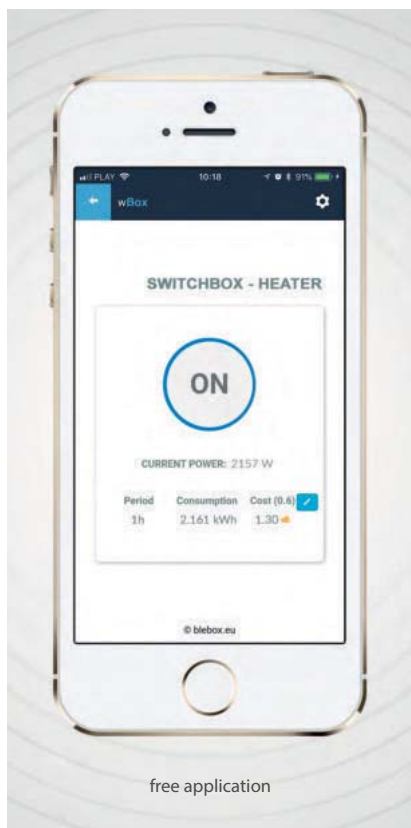 PLAY 10:18 91%
wBox
SWITCHBOX - HEATER
ON
CURRENT POWER: 2157 W
Period Consumption Cost (0.6)
1h 2.161 kWh 1.30
© blebox.eu
free application